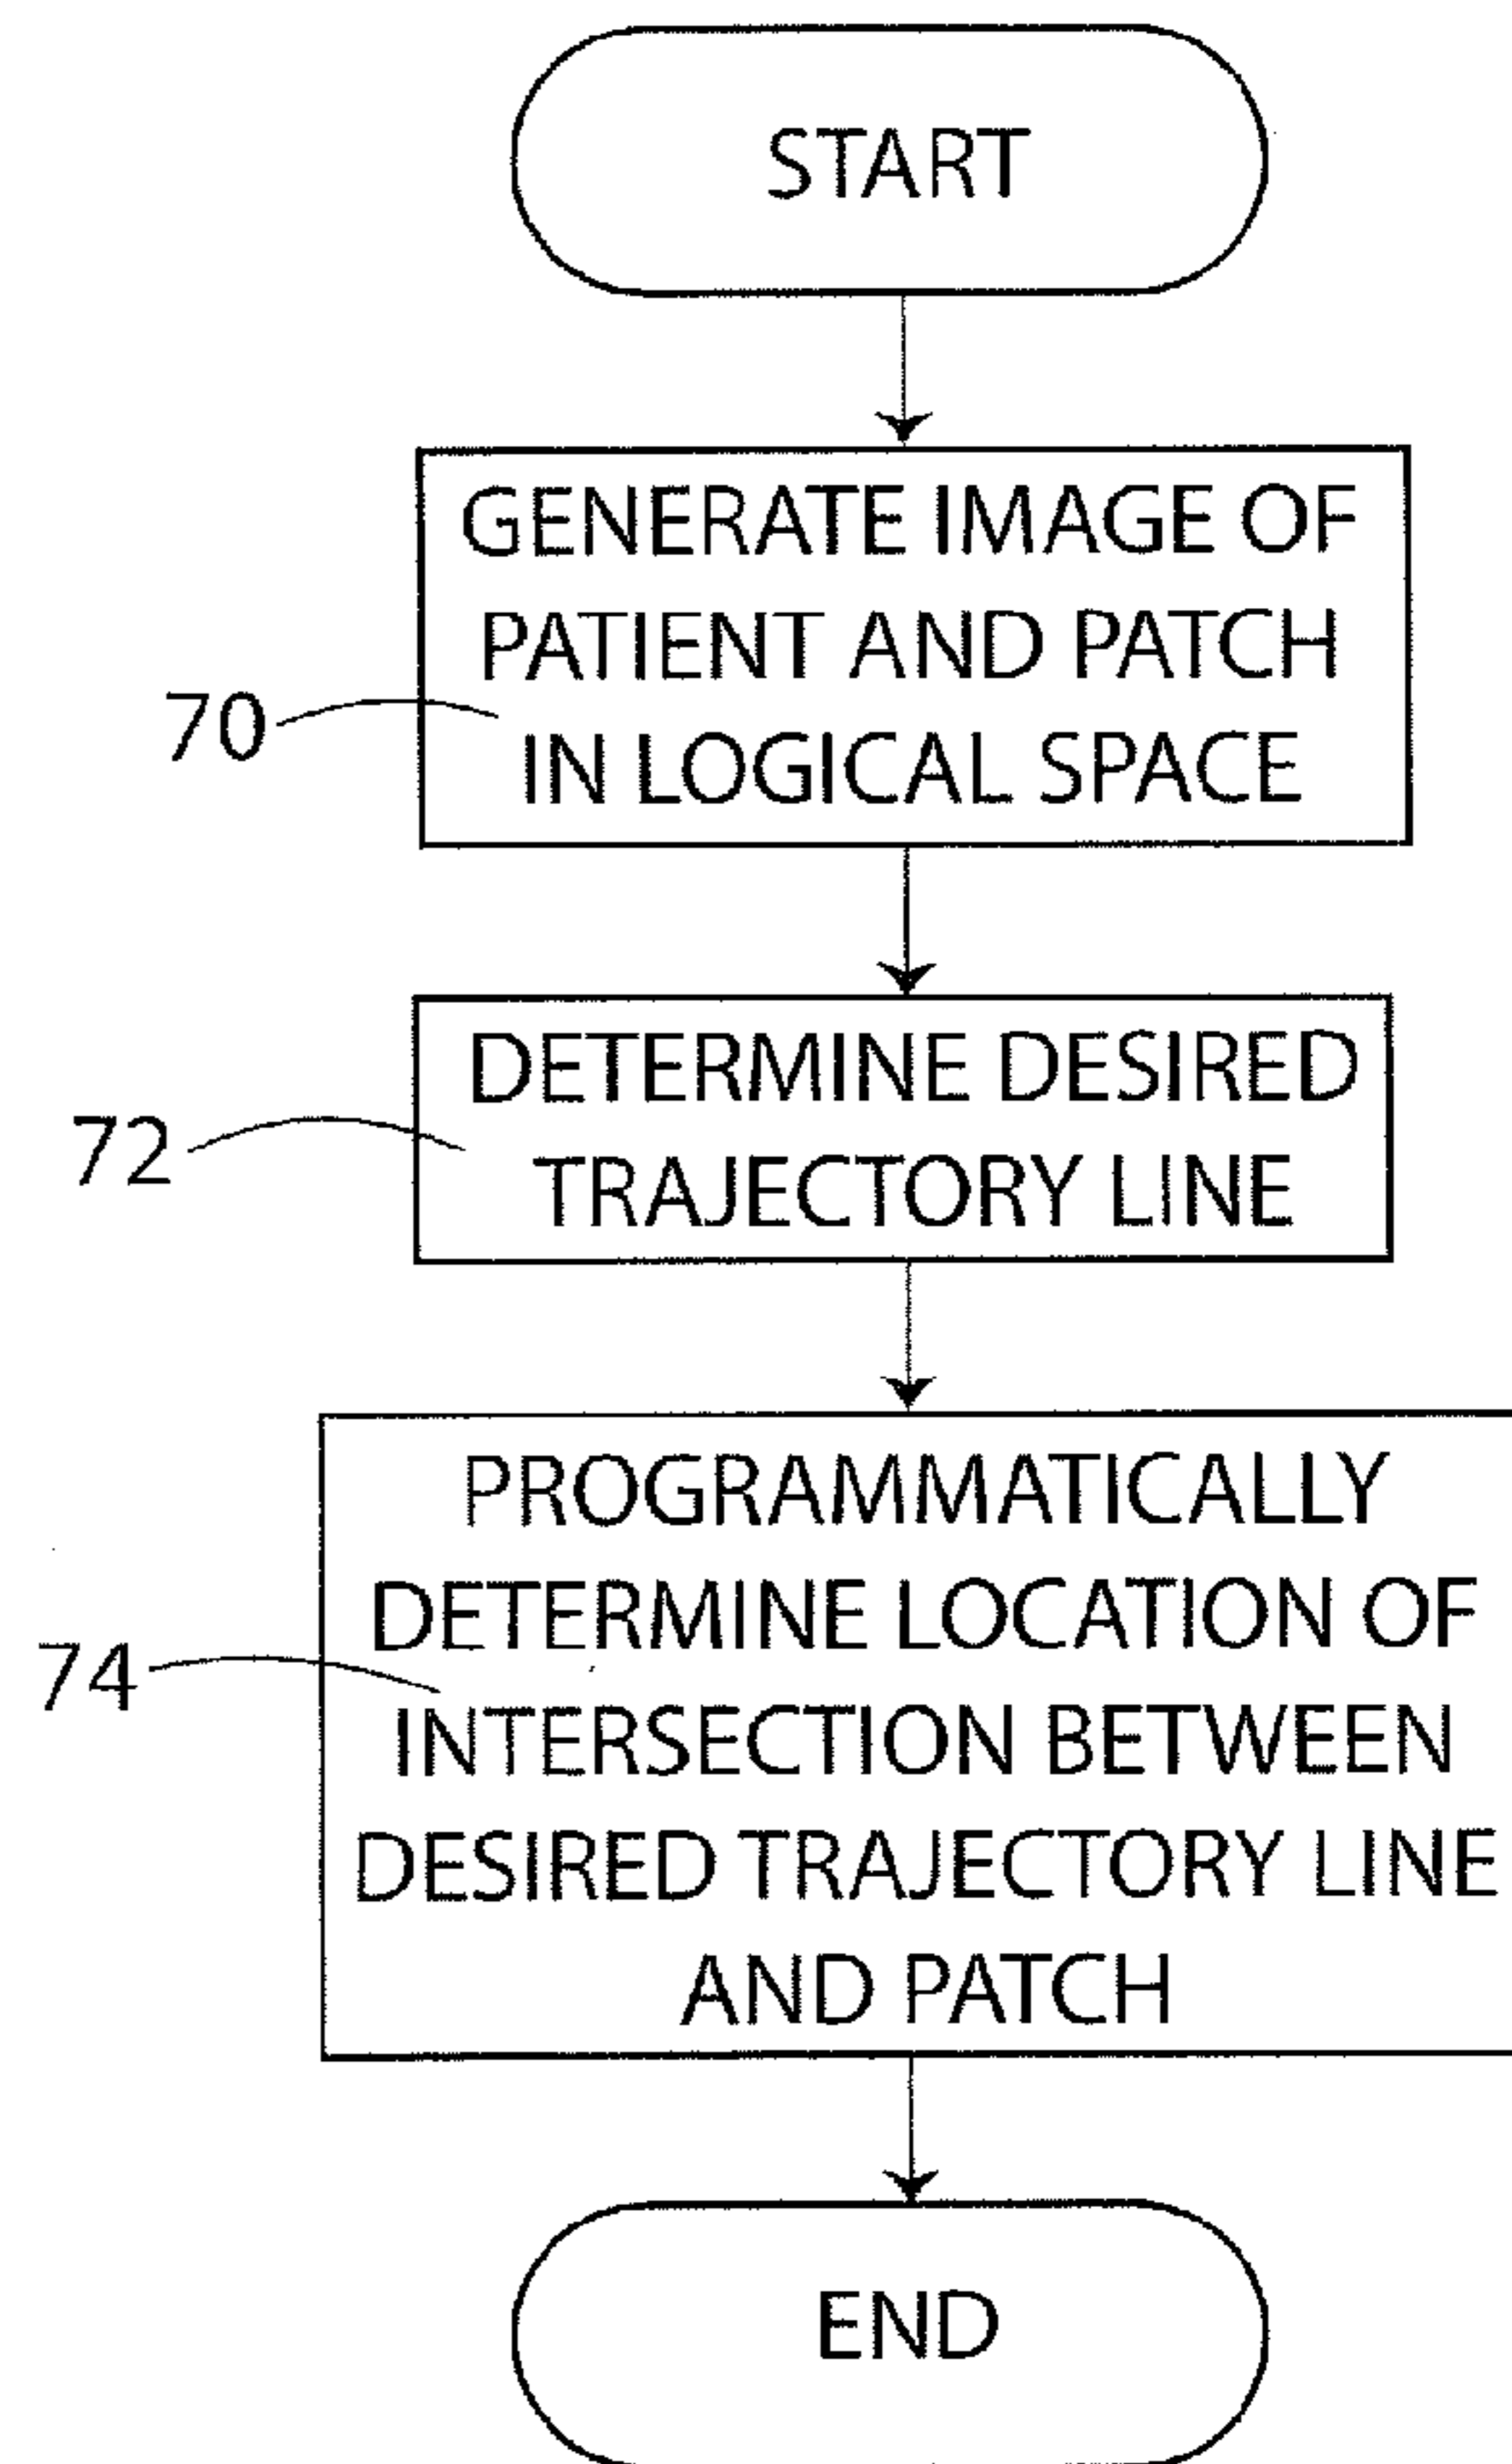 START
GENERATE IMAGE OF
PATIENT AND PATCH
IN LOGICAL SPACE
70
DETERMINE DESIRED
TRAJECTORY LINE
72
PROGRAMMATICALLY
DETERMINE LOCATION OF
INTERSECTION BETWEEN
DESIRED TRAJECTORY LINE
AND PATCH
74
END